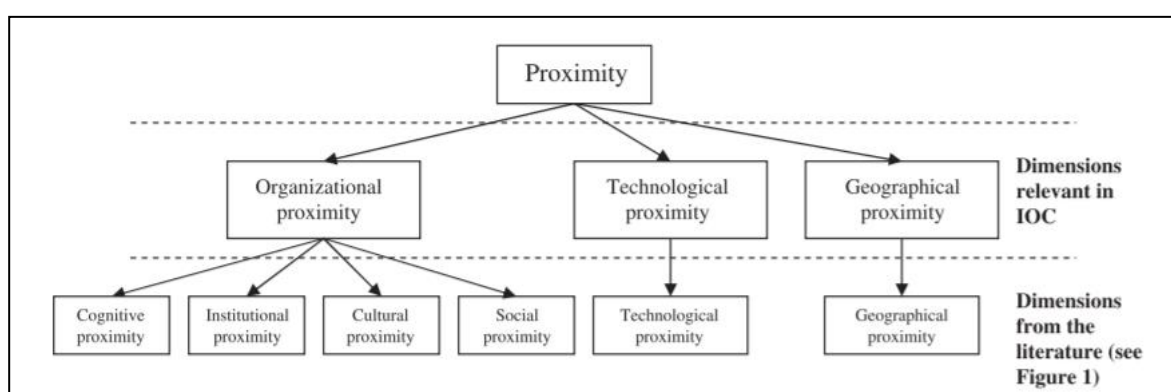 Proximity
Organizational
proximity
Technological
proximity
Geographical
proximity
Dimensions
relevant in
IOC
Cognitive
proximity
Institutional
proximity
Cultural
proximity
Social
proximity
Technological
proximity
Geographical
proximity
Dimensions
from the
literature (see
Figure 1)